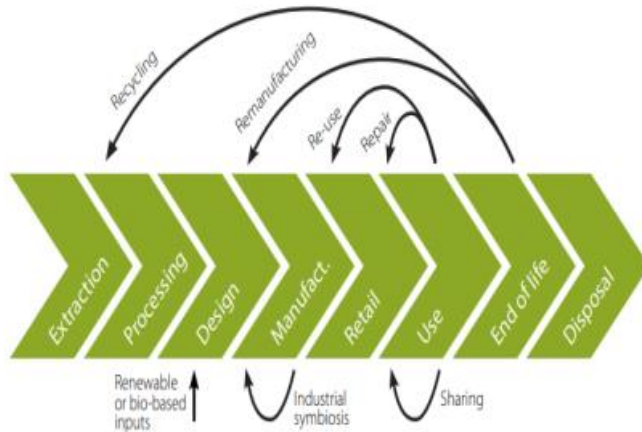 Recycling
Remanufacturing
Re-use
Repair
Extraction
Processing
Design
Manufact.
Retail
Use
End of life
Disposal
Renewable
or bio-based
inputs
Industrial
symbiosis
Sharing